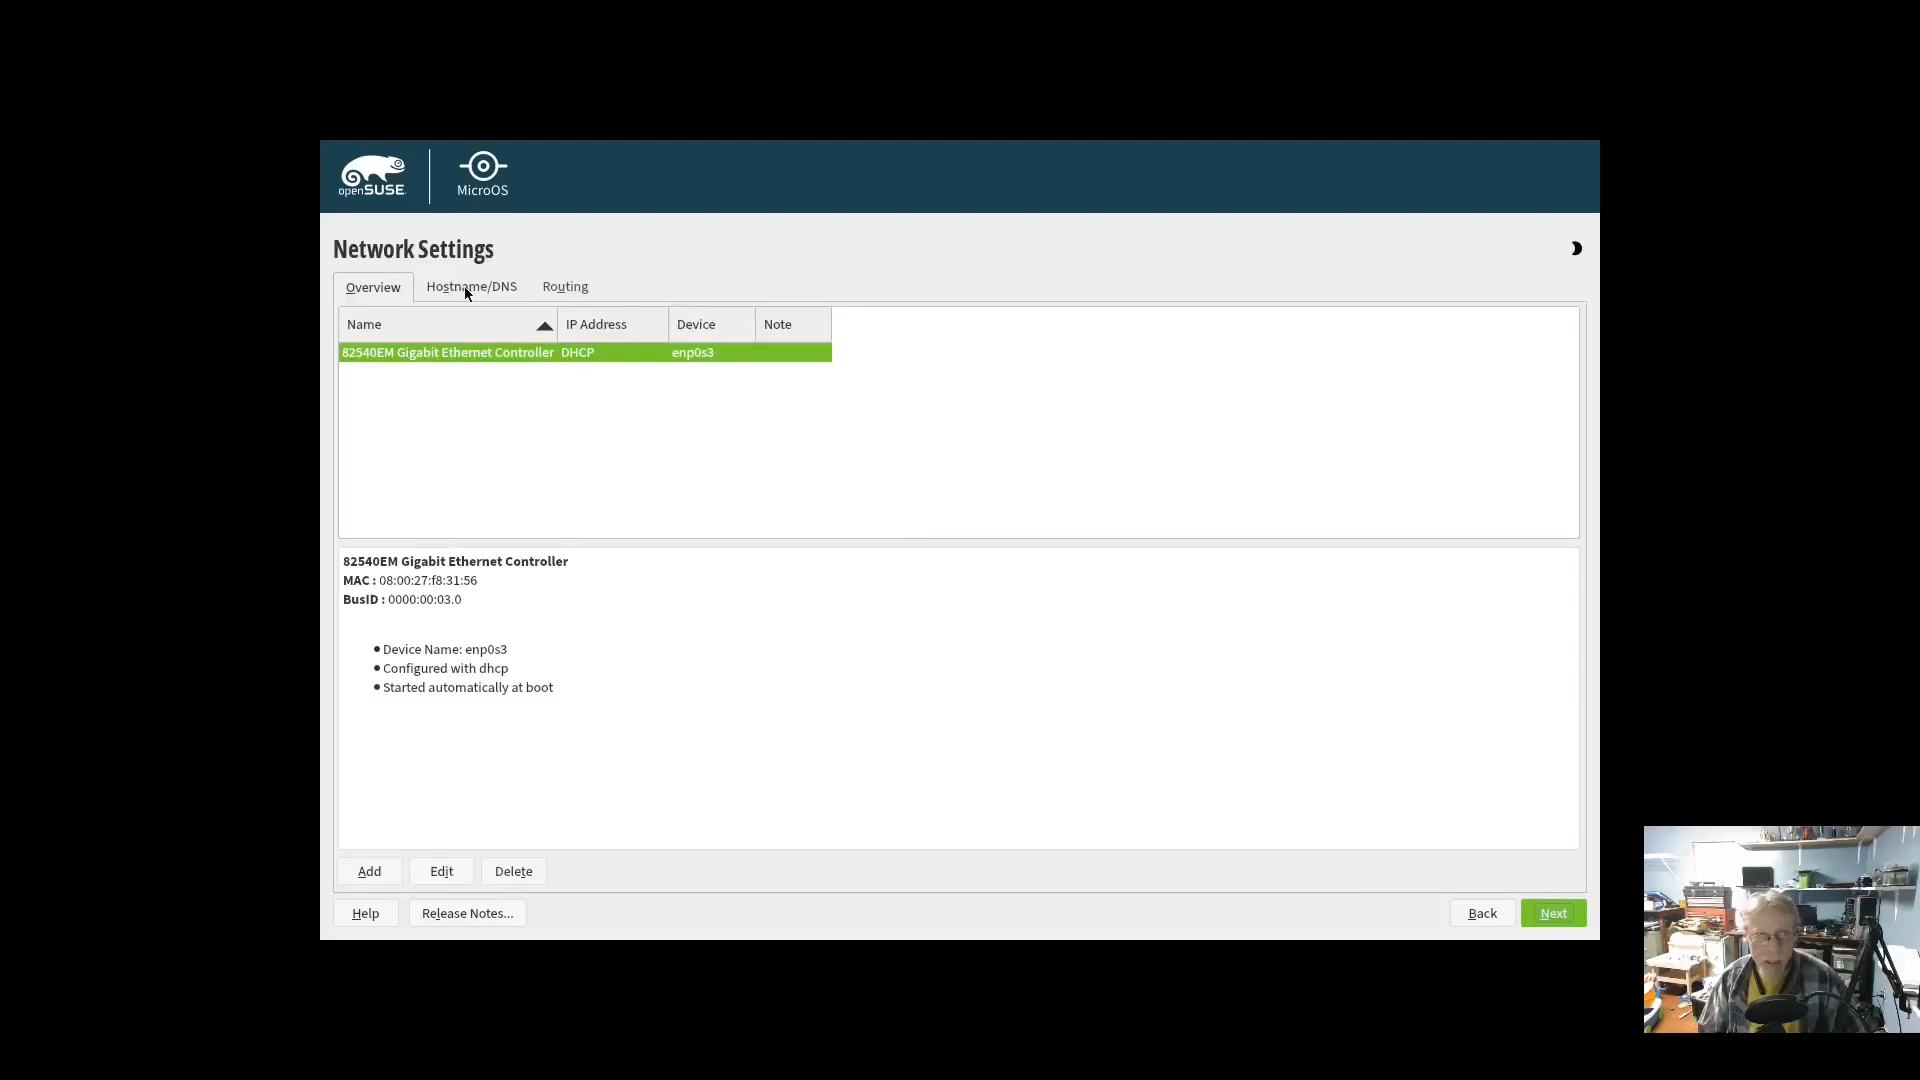 openSUSE
MicroOS
Network Settings
Overview
Hostname/DNS
Routing
Name
IP Address
Device
Note
82540EM Gigabit Ethernet Controller
DHCP
enp0s3
82540EM Gigabit Ethernet Controller
MAC : 08:00:27:f8:31:56
BusID : 0000:00:03.0
Device Name: enp0s3
Configured with dhcp
Started automatically at boot
Add
Edit
Delete
Help
Release Notes...
Back
Next